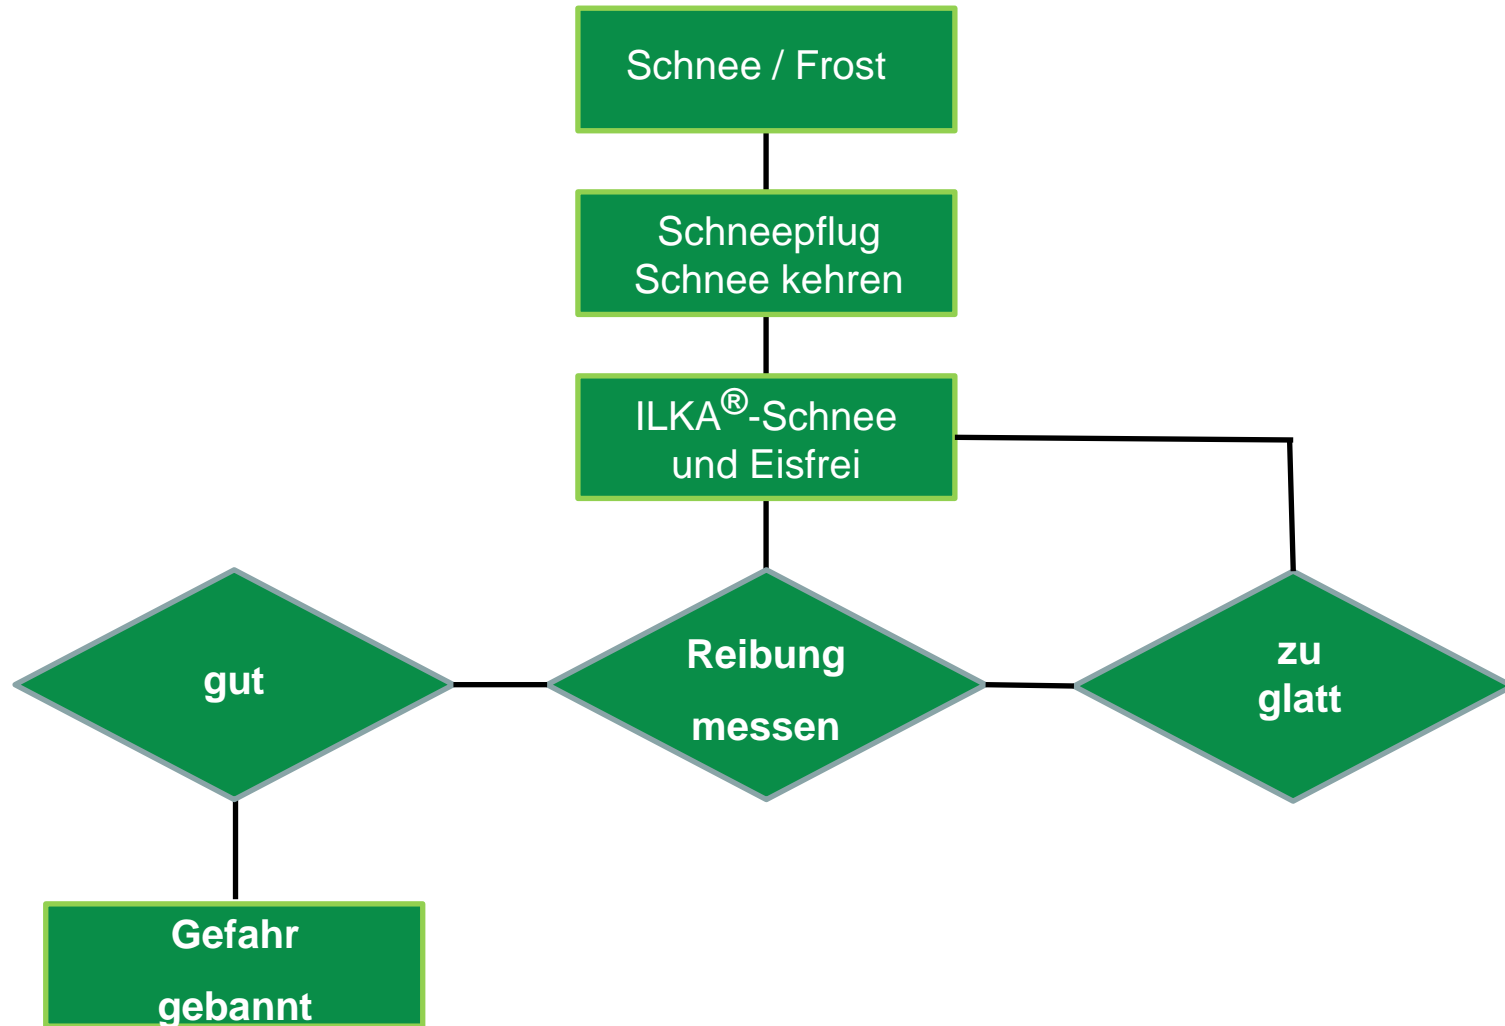 Schnee / Frost
Schneepflug
Schnee kehren
ILKA®-Schnee
und Eisfrei
gut
Reibung
messen
zu
glatt
Gefahr
gebannt